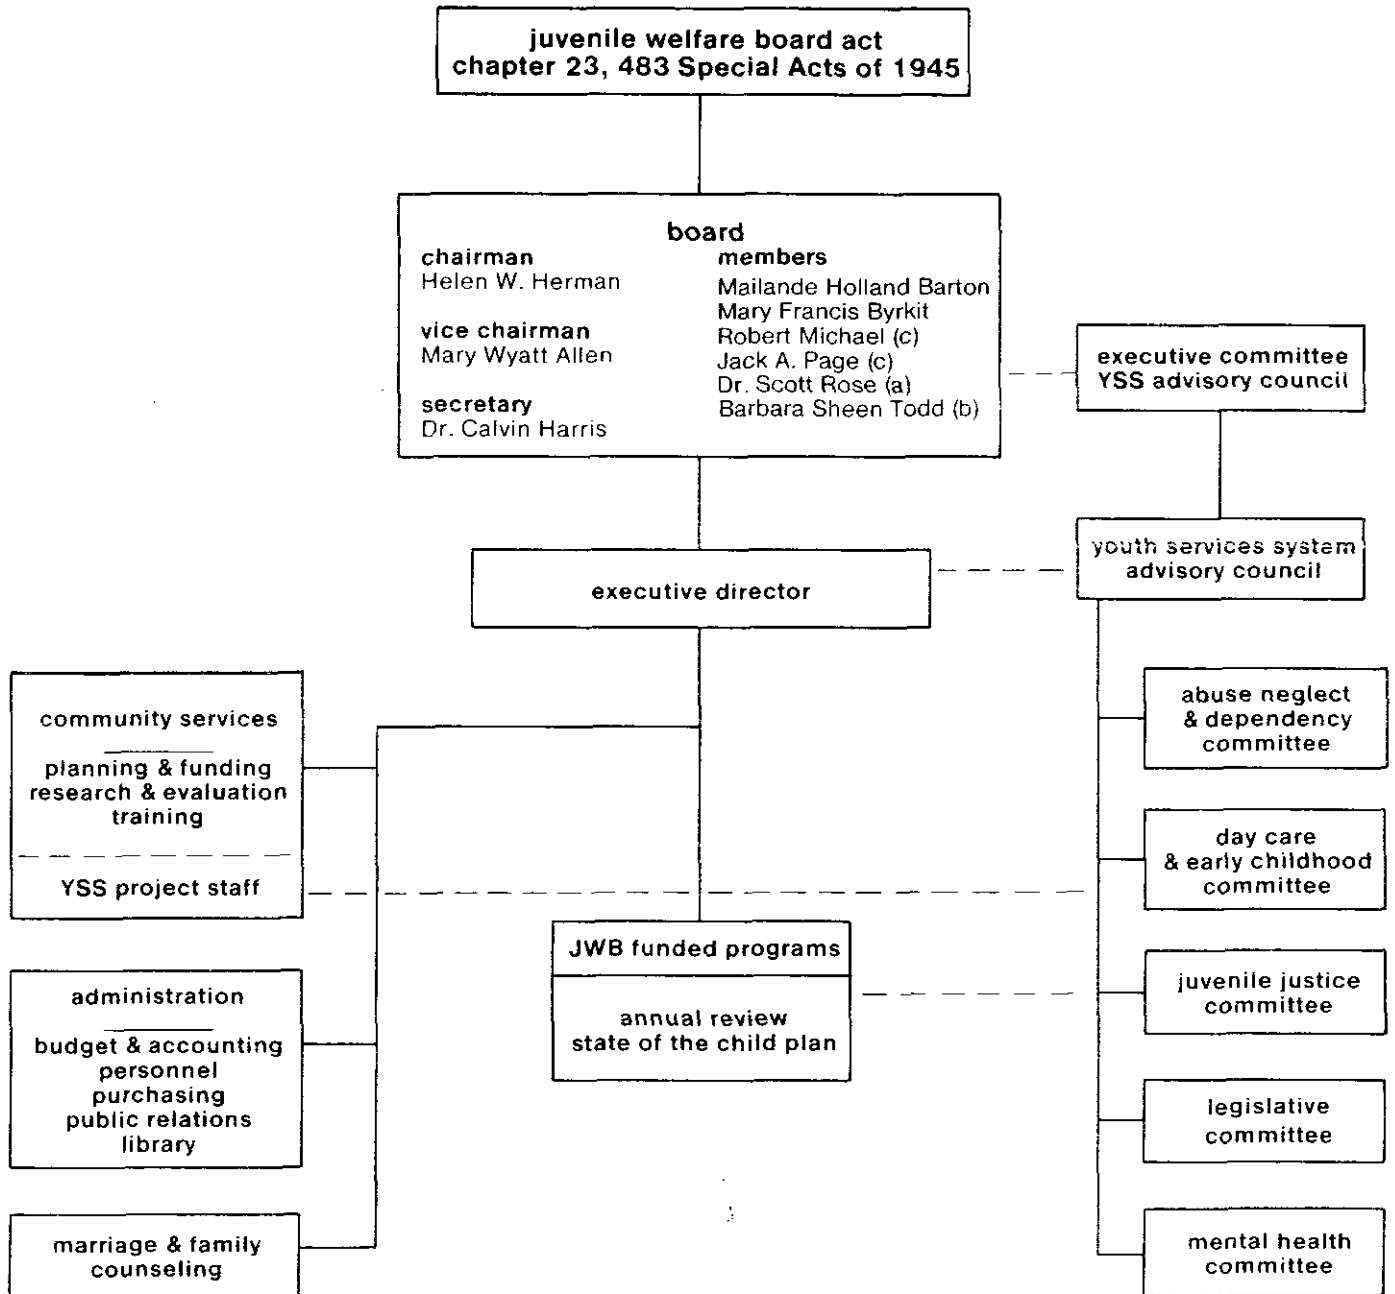 juvenile welfare board act
chapter 23, 483 Special Acts of 1945
board
chairman
Helen W. Herman
vice chairman
Mary Wyatt Allen
secretary
Dr. Calvin Harris
members
Mailande Holland Barton
Mary Francis Byrkit
Robert Michael (c)
Jack A. Page (c)
Dr. Scott Rose (a)
Barbara Sheen Todd (b)
executive committee
YSS advisory council
youth services system
advisory council
executive director
community services
planning & funding
research & evaluation
training
YSS project staff
administration
budget & accounting
personnel
purchasing
public relations
library
marriage & family
counseling
JWB funded programs
annual review
state of the child plan
abuse neglect
& dependency
committee
day care
& early childhood
committee
juvenile justice
committee
legislative
committee
mental health
committee